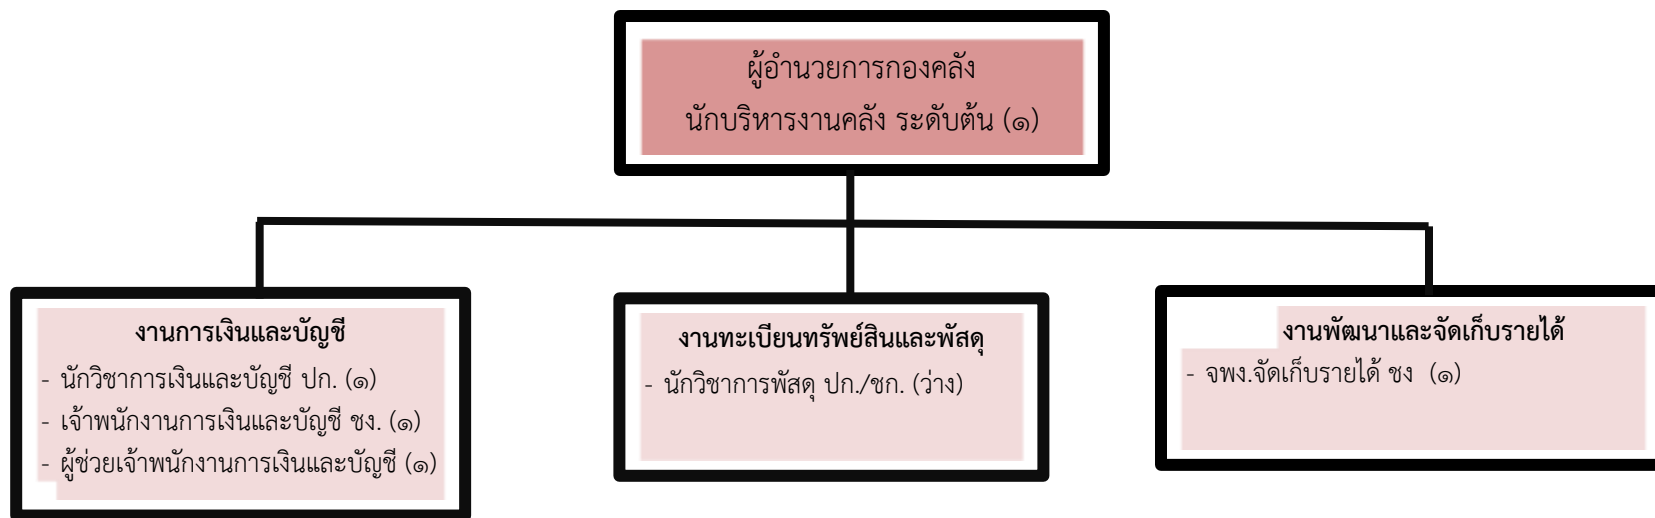 ผู้อำนวยการกองคลัง
นักบริหารงานคลัง ระดับต้น (๑)
งานการเงินและบัญชี
- นักวิชาการเงินและบัญชี ปก. (๑)
- เจ้าพนักงานการเงินและบัญชี ชง. (๑)
- ผู้ช่วยเจ้าพนักงานการเงินและบัญชี (๑)
งานทะเบียนทรัพย์สินและพัสดุ
- นักวิชาการพัสดุ ปก./ชก. (ว่าง)
งานพัฒนาและจัดเก็บรายได้
- จพง.จัดเก็บรายได้ ชง (๑)